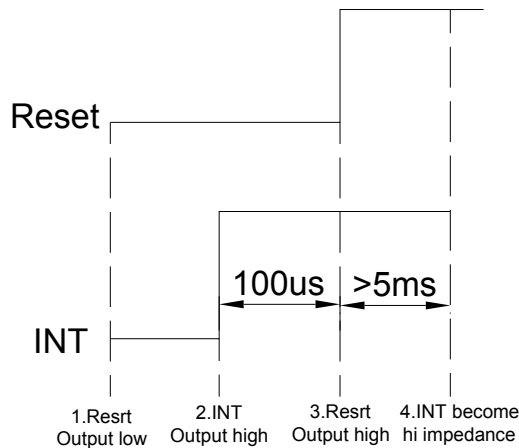 Reset
100us
>5ms
INT
1.Resrt
Output low
2.INT
Output high
3.Resrt
Output high
4.INT become
hi impedance